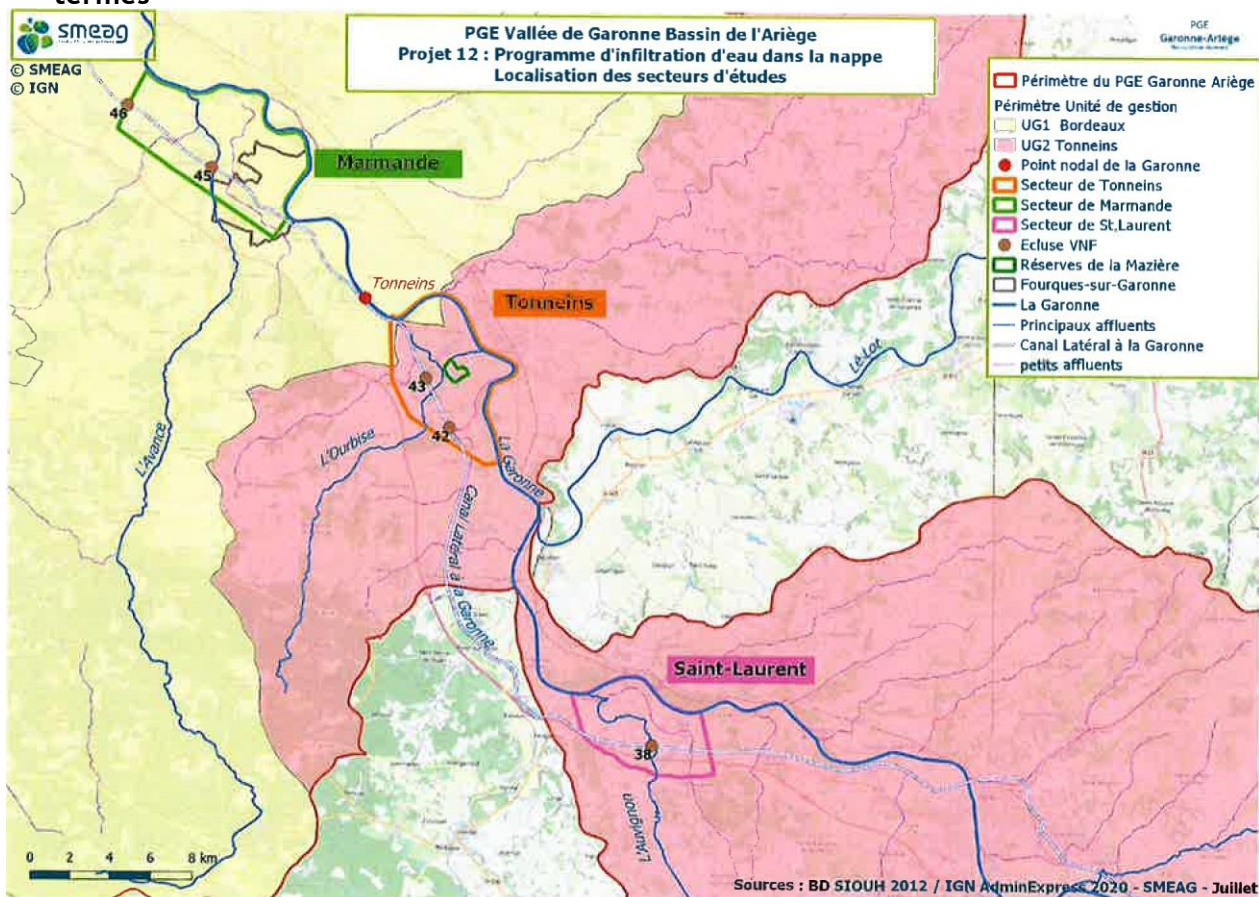 termes
smeag
© SMEAG
© IGN
PGE Vallée de Garonne Bassin de l'Ariège
Projet 12 : Programme d'infiltration d'eau dans la nappe
Localisation des secteurs d'études
PGE
Garonne-Ariège
Périmètre du PGE Garonne Ariège
Périmètre Unité de gestion
UG1 Bordeaux
UG2 Tonneins
Point nodal de la Garonne
Secteur de Tonneins
Secteur de Marmande
Secteur de St,Laurent
Ecluse VNF
Réserves de la Mazière
Fourques-sur-Garonne
La Garonne
Principaux affluents
Canal Latéral à la Garonne
petits affluents
46
45
Marmande
Tonneins
Tonneins
43
42
L'Avance
L'Ourbise
La Garonne
Le Lot
Canal Latéral à la Garonne
Saint-Laurent
38
L'Auvignon
0 2 4 6 8 km
Sources : BD SIOUH 2012 / IGN AdminExpress 2020 - SMEAG - Juillet